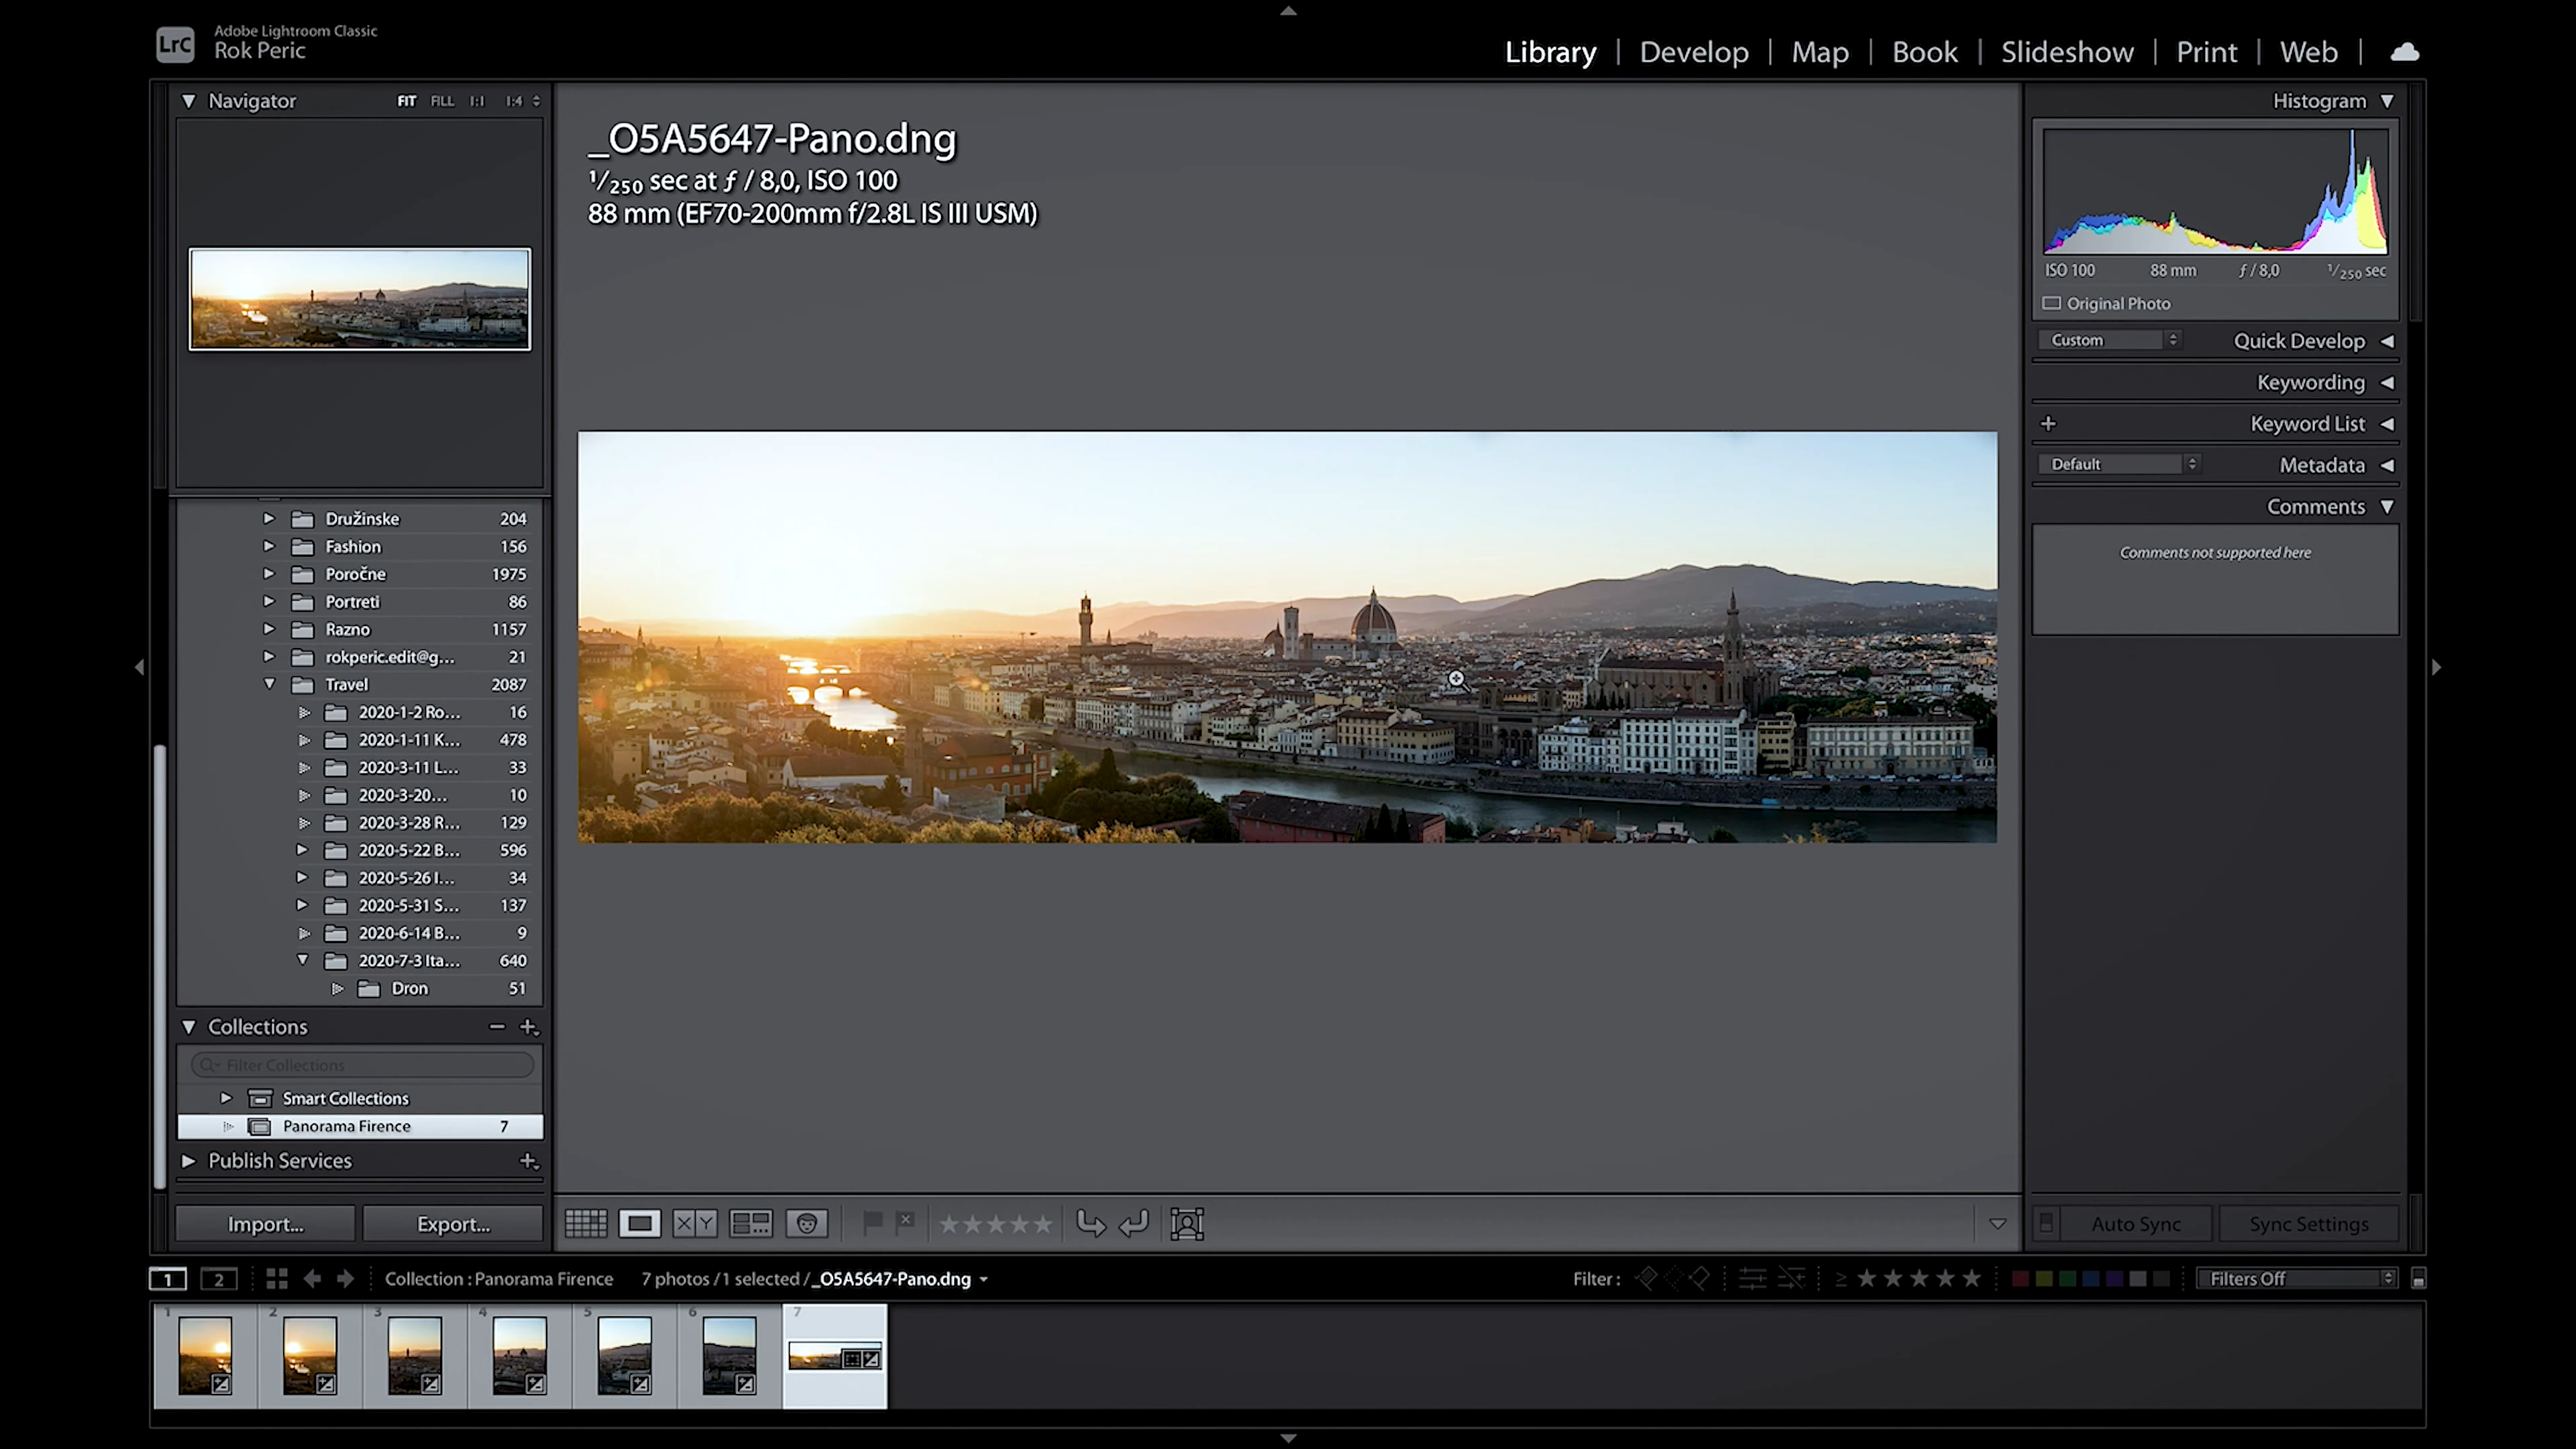 LrC
Adobe Lightroom Classic
Rok Peric
Library | Develop | Map | Book | Slideshow | Print | Web |
Navigator FIT FILL 1:1 1:4
_O5A5647-Pano.dng
1/250 sec at ƒ / 8,0, ISO 100
88 mm (EF70-200mm f/2.8L IS III USM)
Histogram
ISO 100 88 mm ƒ / 8,0 1/250 sec
Original Photo
Custom Quick Develop
Keywording
+ Keyword List
Default Metadata
Comments
Comments not supported here
Družinske 204
Fashion 156
Poročne 1975
Portreti 86
Razno 1157
rokperic.edit@g... 21
Travel 2087
2020-1-2 Ro... 16
2020-1-11 K... 478
2020-3-11 L... 33
2020-3-20... 10
2020-3-28 R... 129
2020-5-22 B... 596
2020-5-26 I... 34
2020-5-31 S... 137
2020-6-14 B... 9
2020-7-3 Ita... 640
Dron 51
Collections
Filter Collections
Smart Collections
Panorama Firence 7
Publish Services
Import... Export...
X Y
Auto Sync Sync Settings
1 2 Collection : Panorama Firence 7 photos / 1 selected / _O5A5647-Pano.dng Filter : ≥ Filters Off
1 2 3 4 5 6 7